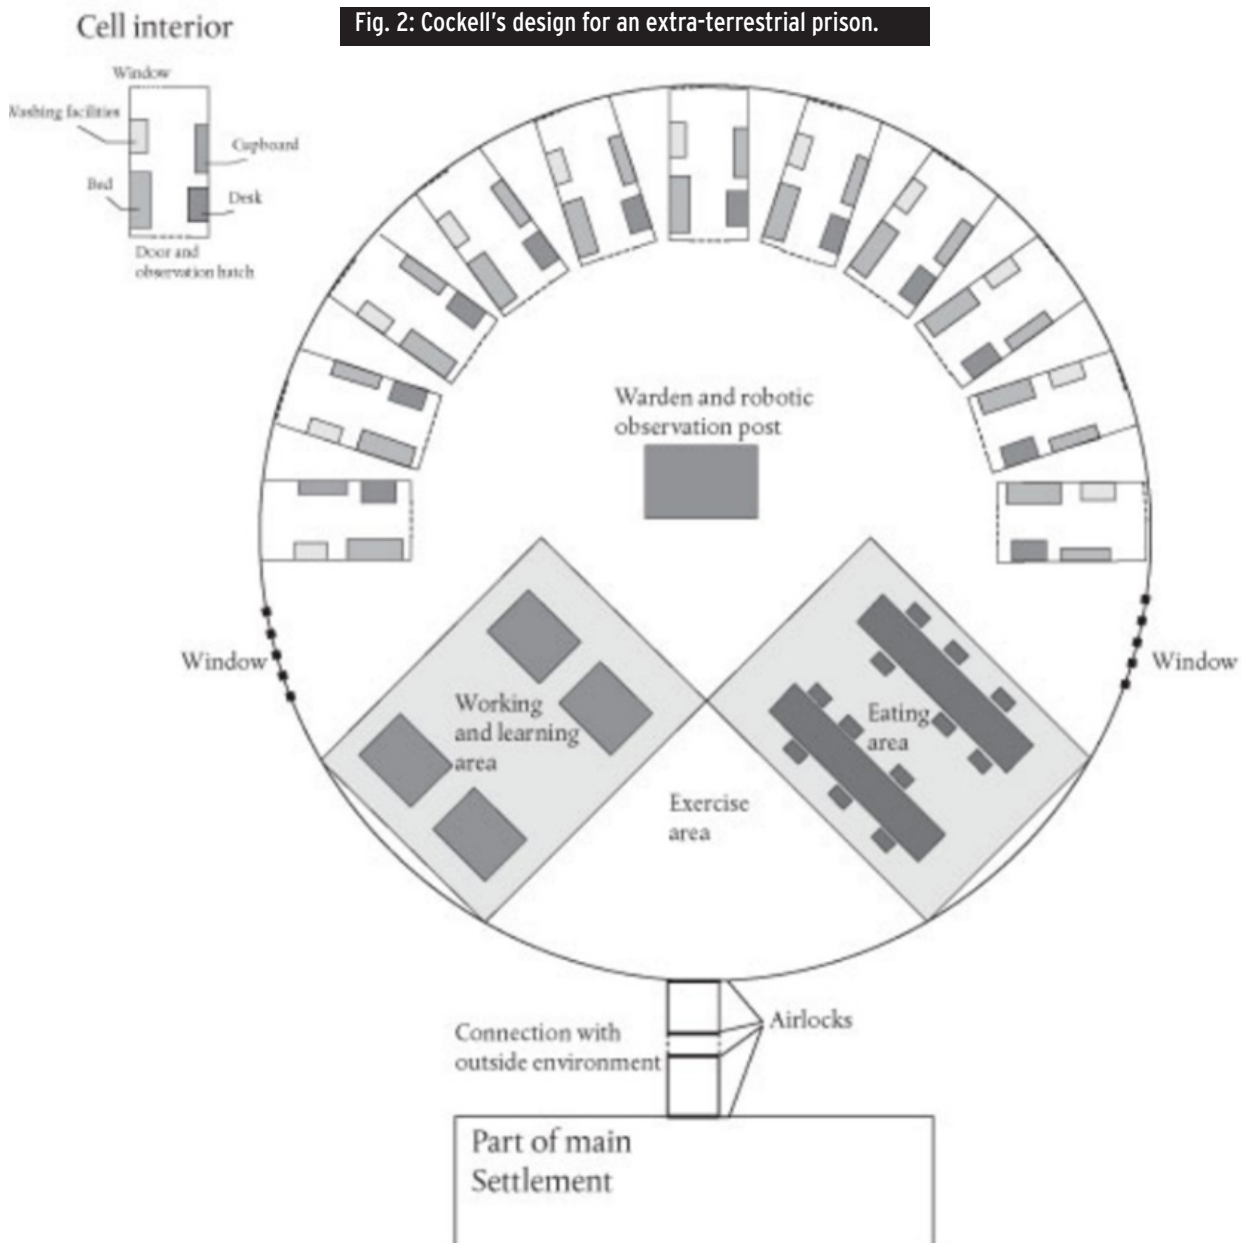 Cell interior
Fig. 2: Cockell's design for an extra-terrestrial prison.
Window
Washing facilities
Cupboard
Bed
Desk
Door and
observation hatch
Warden and robotic
observation post
Window
Window
Working
and learning
area
Eating
area
Exercise
area
Airlocks
Connection with
outside environment
Part of main
Settlement